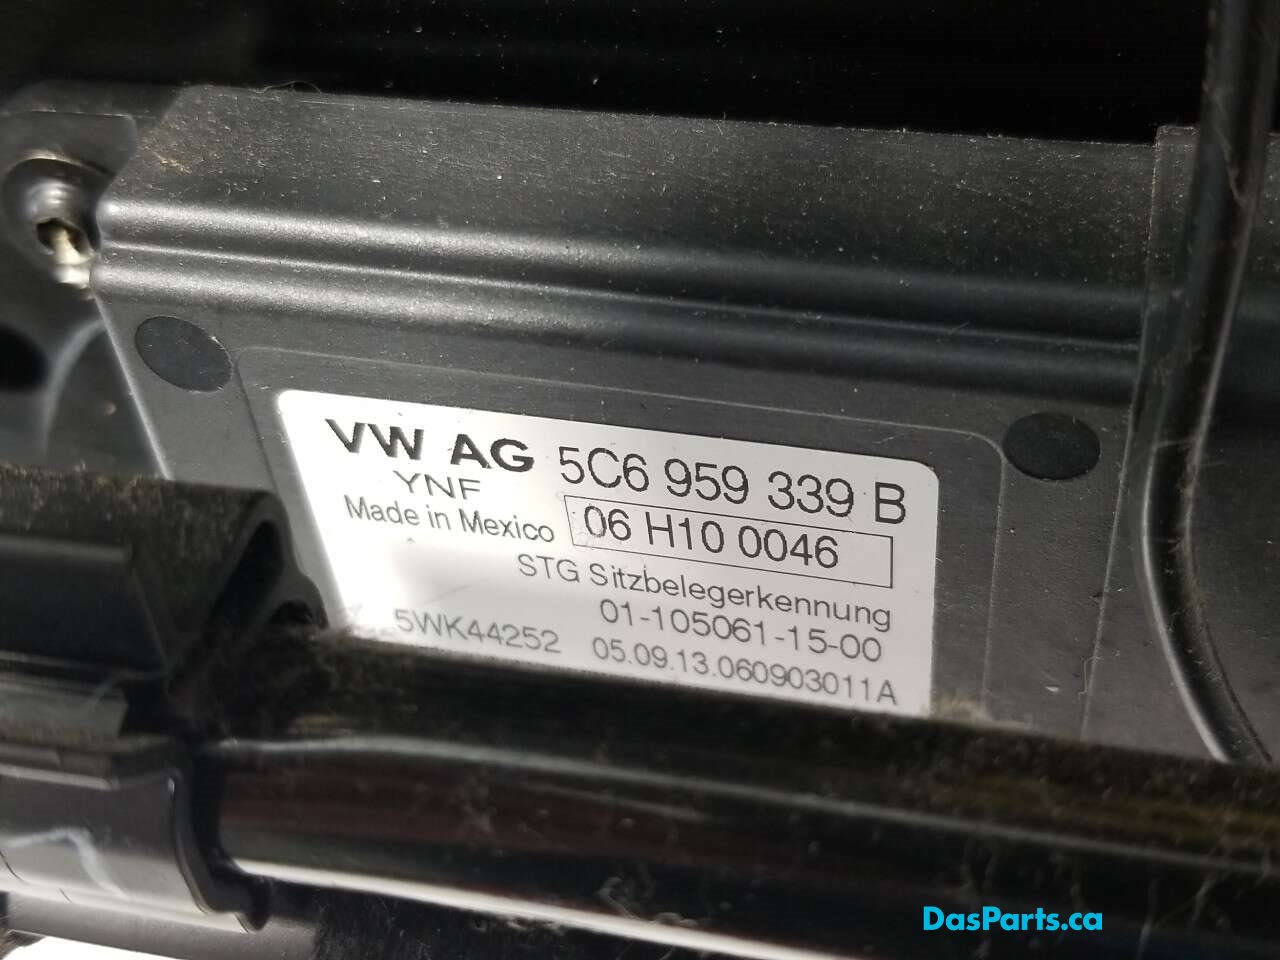 VW AG 5C6 959 339 B
YNF
Made in Mexico 06 H10 0046
STG Sitzbelegerkennung
01-105061-15-00
5WK44252 05.09.13.060903011A
DasParts.ca